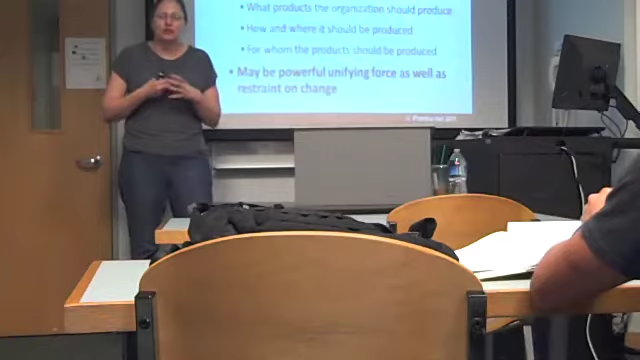 • What products the organization should produce
• How and where it should be produced
• For whom the products should be produced
• May be powerful unifying force as well as
restraint on change